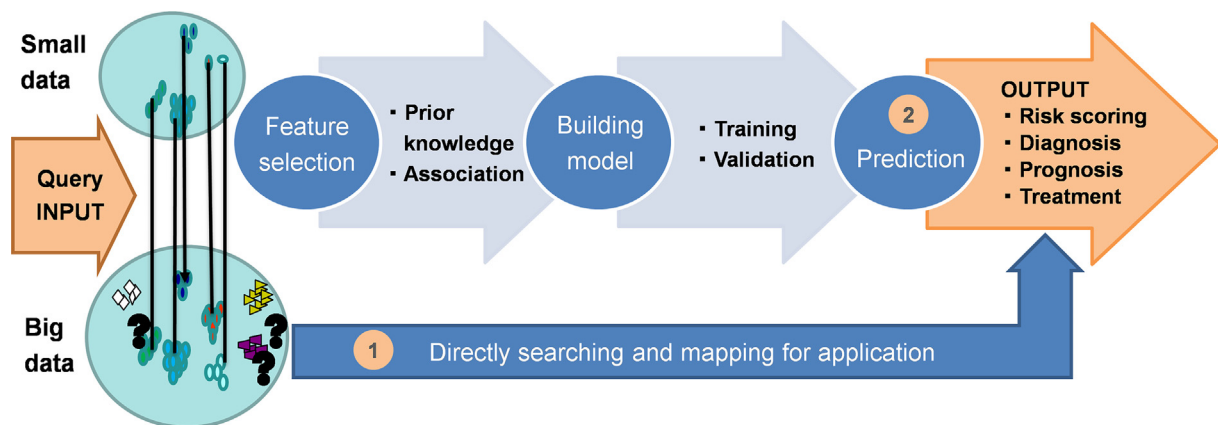 Small
data
Query
INPUT
Big
data
Feature
selection
▪ Prior
knowledge
▪ Association
Building
model
▪ Training
▪ Validation
2
Prediction
OUTPUT
▪ Risk scoring
▪ Diagnosis
▪ Prognosis
▪ Treatment
?
?
?
1 Directly searching and mapping for application